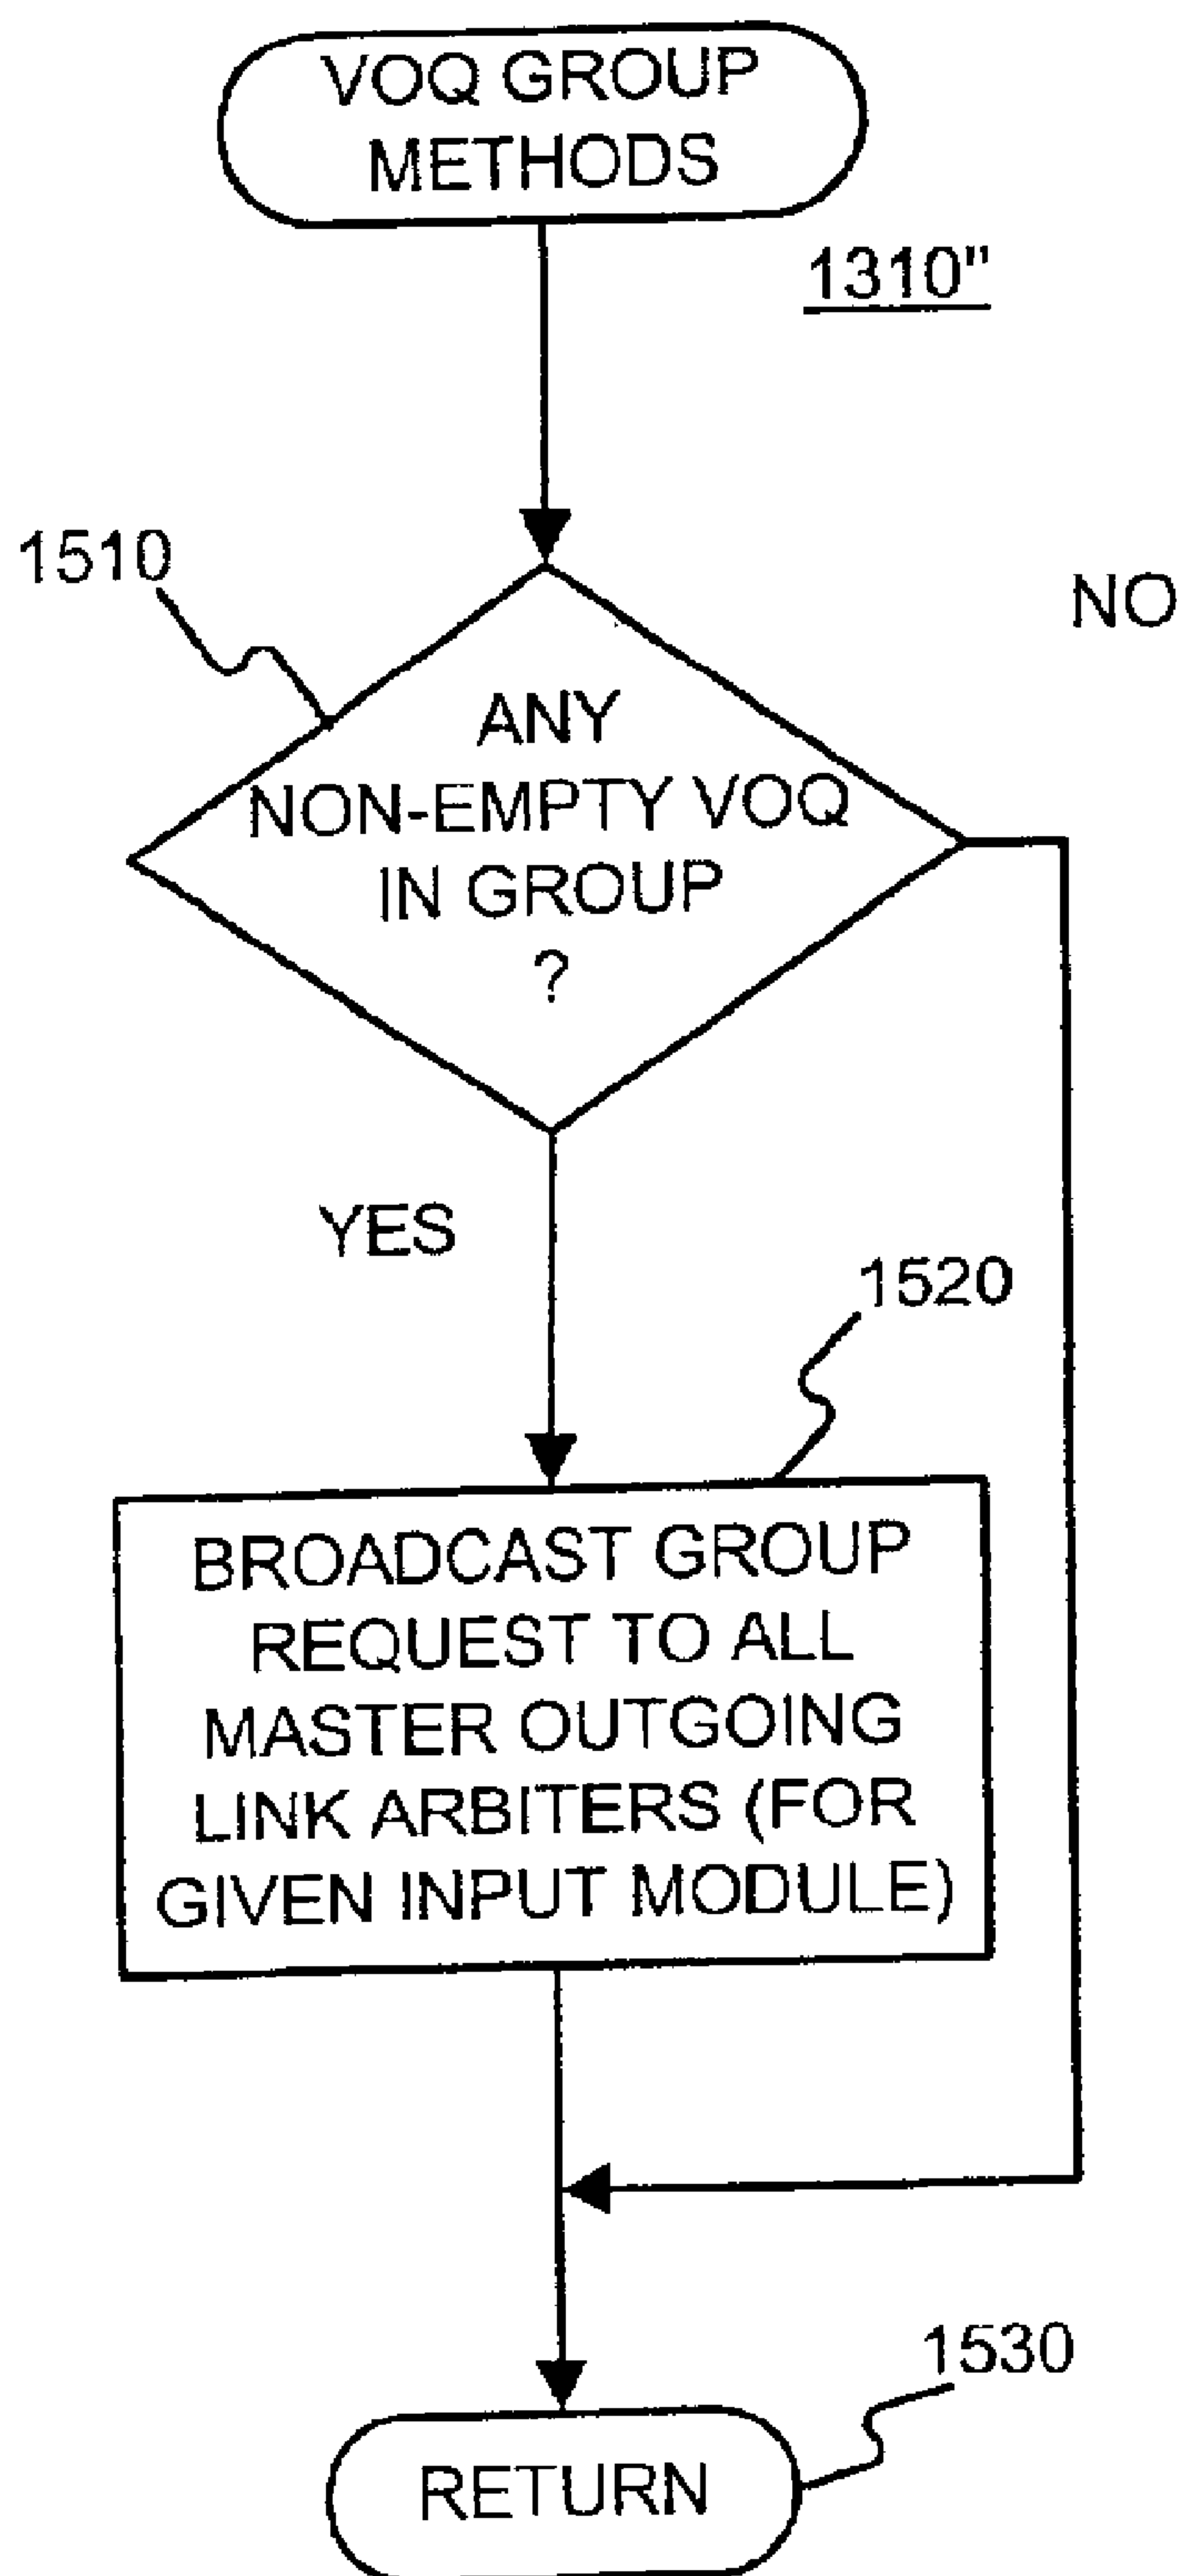 VOQ GROUP
METHODS
1310"
1510
NO
ANY
NON-EMPTY VOQ
IN GROUP
?
YES
1520
BROADCAST GROUP
REQUEST TO ALL
MASTER OUTGOING
LINK ARBITERS (FOR
GIVEN INPUT MODULE)
1530
RETURN